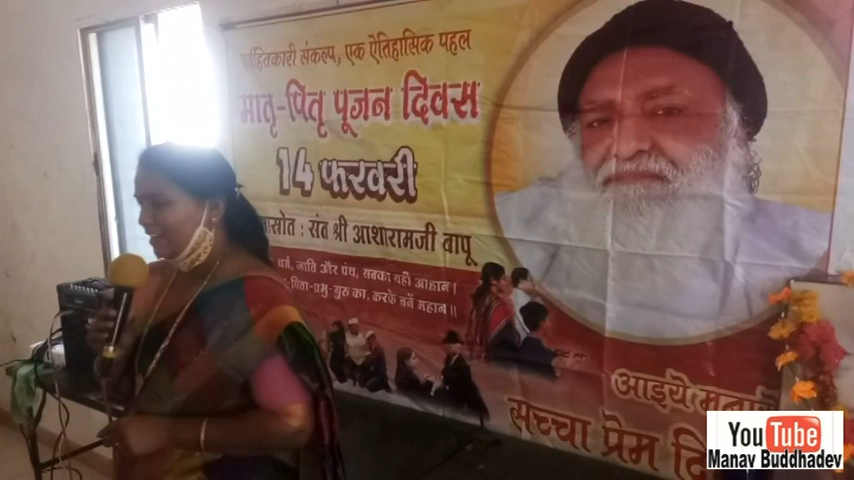 संकल्प, एक ऐतिहासिक पहल
मातृ-पितृ पूजन दिवस
14 फरवरी
संत श्री आशारामजी बापू
धर्म, जाति और पंथ, सबका यही आह्वान।
पिता-प्रभु-गुरु का, करके बनें महान॥
आइये
सच्चा प्रेम
YouTube
Manav Buddhadev